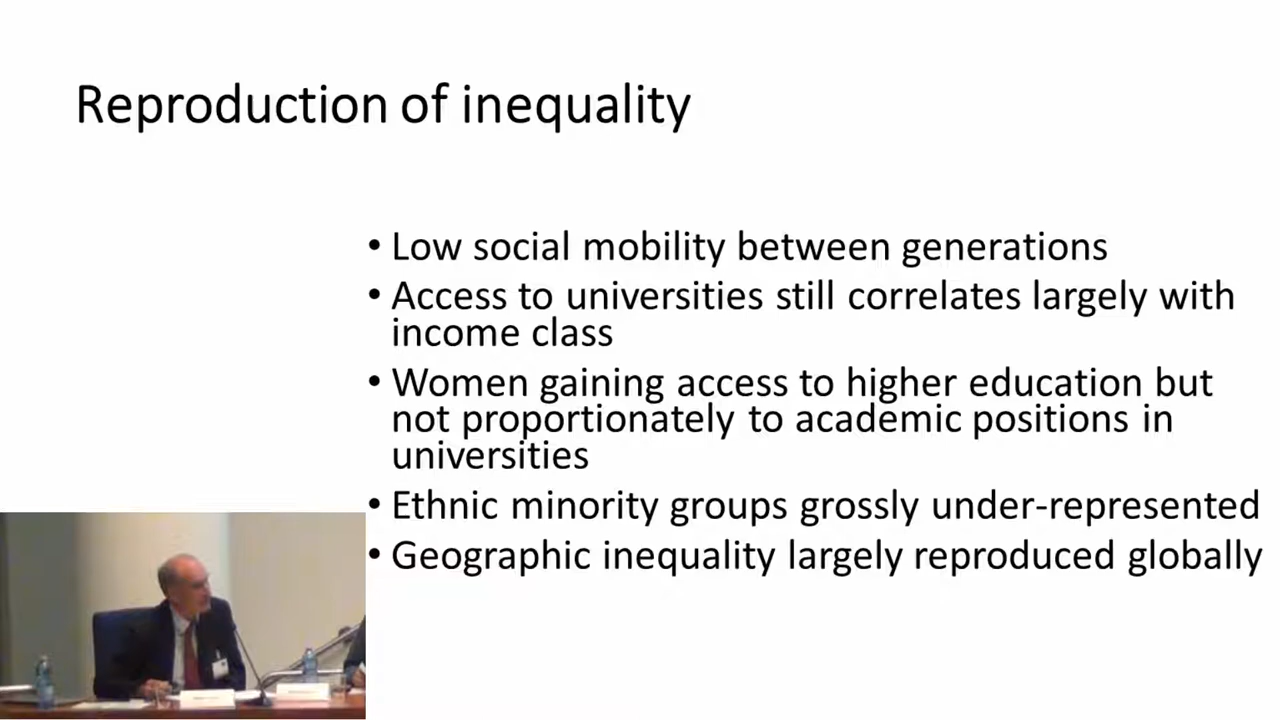 Reproduction of inequality
• Low social mobility between generations
• Access to universities still correlates largely with
income class
• Women gaining access to higher education but
not proportionately to academic positions in
universities
• Ethnic minority groups grossly under-represented
• Geographic inequality largely reproduced globally